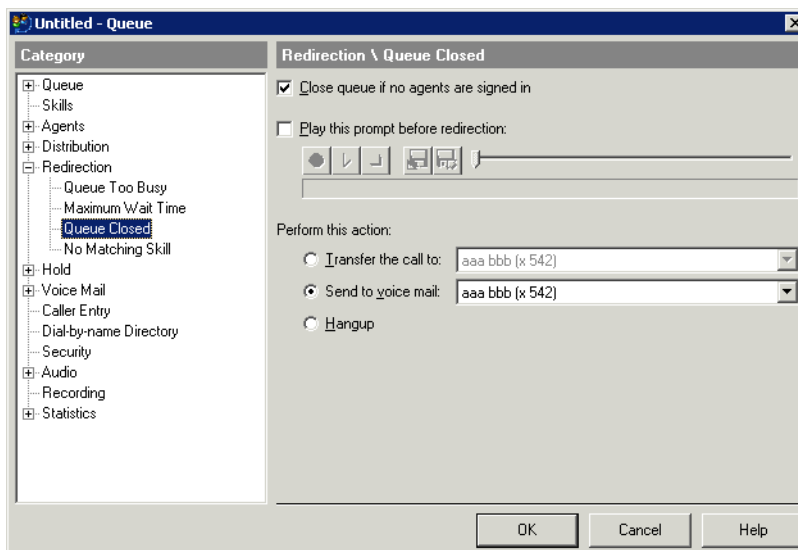 Untitled - Queue
Category
Queue
Skills
Agents
Distribution
Redirection
Queue Too Busy
Maximum Wait Time
Queue Closed
No Matching Skill
Hold
Voice Mail
Caller Entry
Dial-by-name Directory
Security
Audio
Recording
Statistics
Redirection \ Queue Closed
Close queue if no agents are signed in
Play this prompt before redirection:
Perform this action:
Transfer the call to: aaa bbb (x 542)
Send to voice mail: aaa bbb (x 542)
Hangup
OK Cancel Help